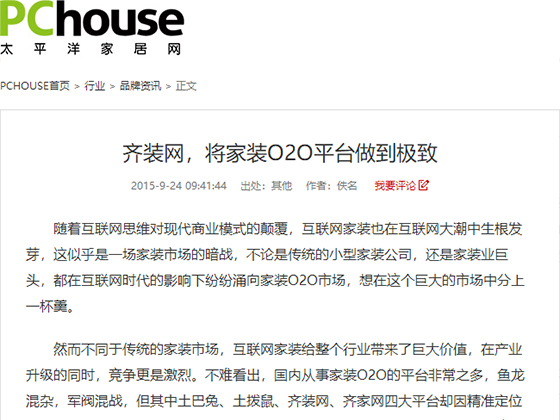 PChouse
太平洋家居网
PCHOUSE首页 > 行业 > 品牌资讯 > 正文
齐装网，将家装O2O平台做到极致
2015-9-24 09:41:44 出处：其他 作者：佚名 我要评论
随着互联网思维对现代商业模式的颠覆，互联网家装也在互联网大潮中生根发
芽，这似乎是一场家装市场的暗战，不论是传统的小型家装公司，还是家装业巨
头，都在互联网时代的影响下纷纷涌向家装O2O市场，想在这个巨大的市场中分上
一杯羹。
然而不同于传统的家装市场，互联网家装给整个行业带来了巨大价值，在产业
升级的同时，竞争更是激烈。不难看出，国内从事家装O2O的平台非常之多，鱼龙
混杂，军阀混战，但其中土巴兔、土拨鼠、齐装网、齐家网四大平台却因精准定位